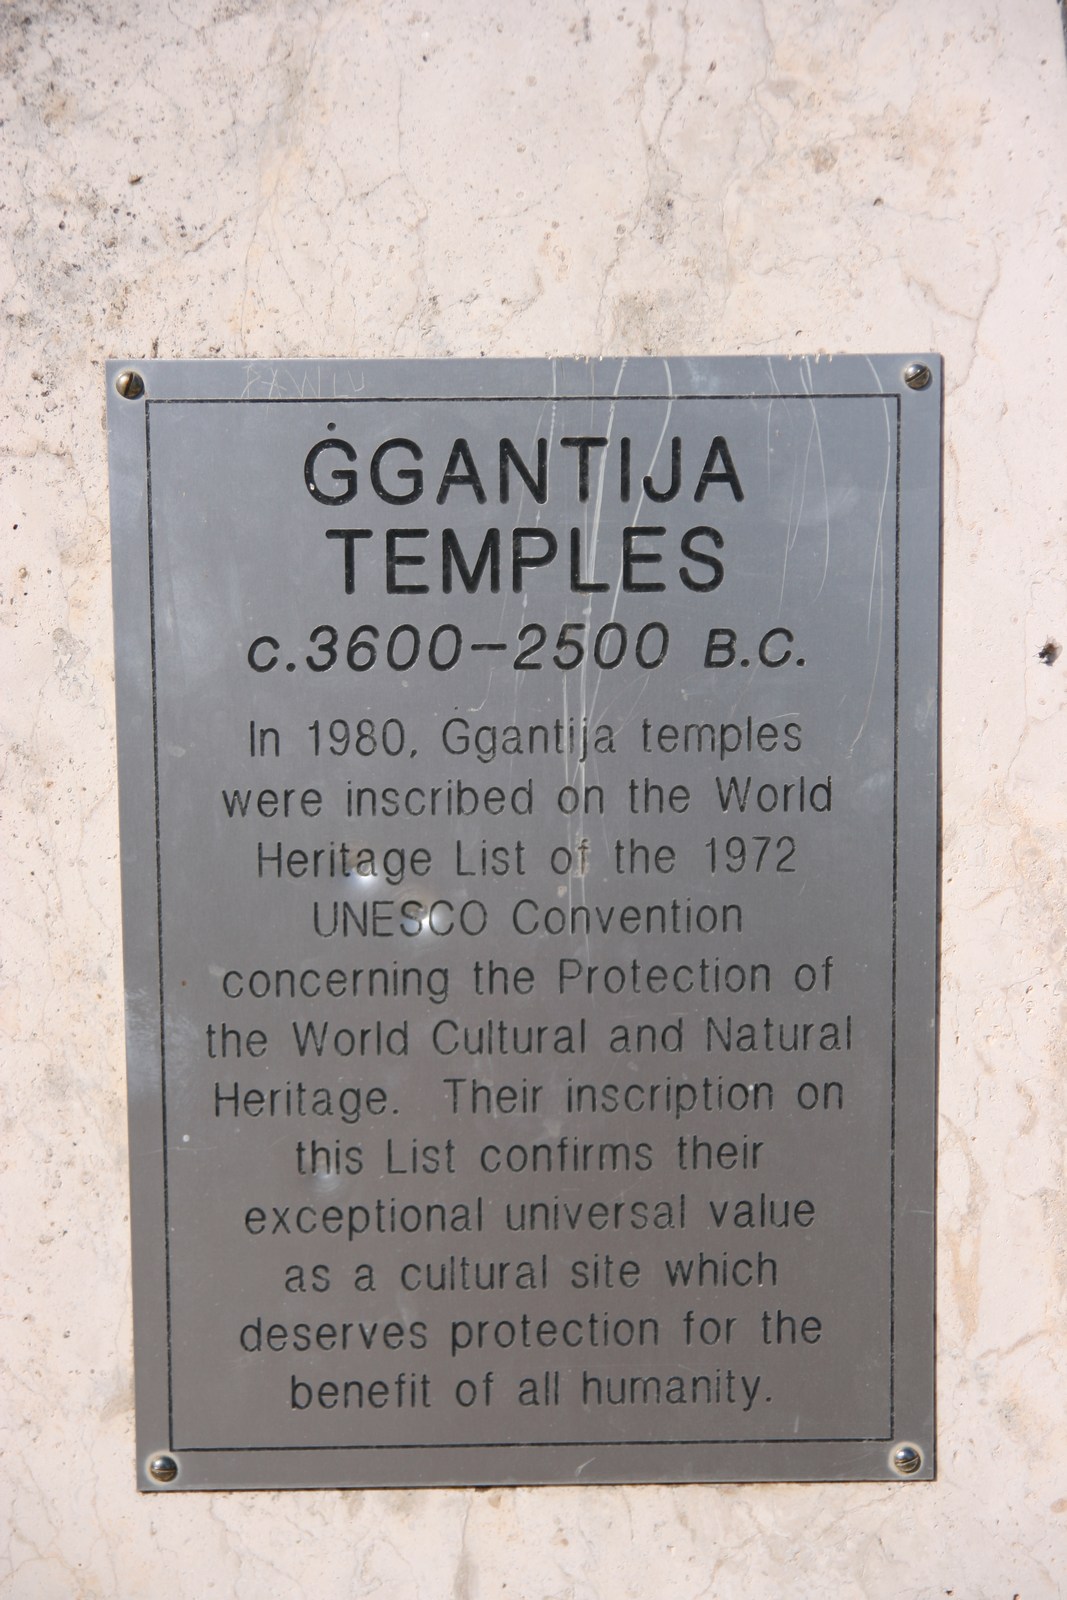 ĠGANTIJA
TEMPLES
c.3600–2500 B.C.
In 1980, Ġgantija temples
were inscribed on the World
Heritage List of the 1972
UNESCO Convention
concerning the Protection of
the World Cultural and Natural
Heritage. Their inscription on
this List confirms their
exceptional universal value
as a cultural site which
deserves protection for the
benefit of all humanity.